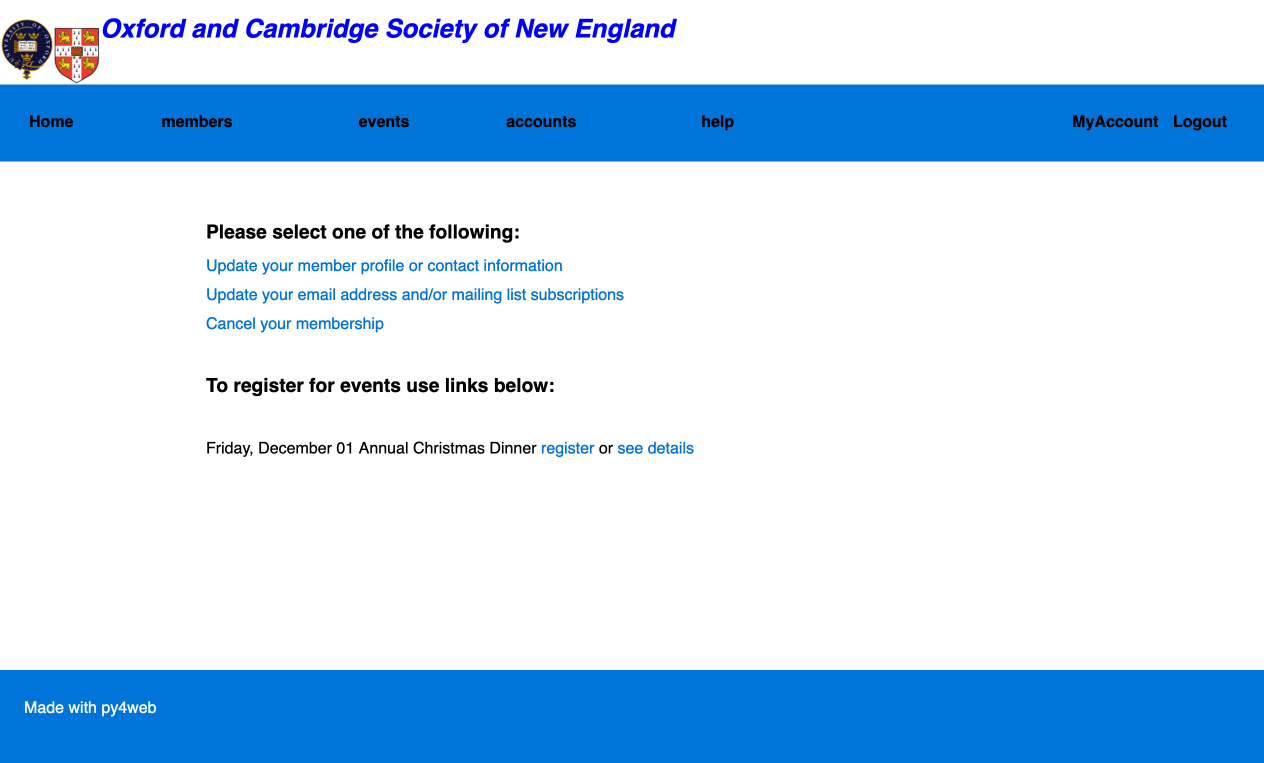 Oxford and Cambridge Society of New England
Home members events accounts help MyAccount Logout
Please select one of the following:
Update your member profile or contact information
Update your email address and/or mailing list subscriptions
Cancel your membership
To register for events use links below:
Friday, December 01 Annual Christmas Dinner register or see details
Made with py4web